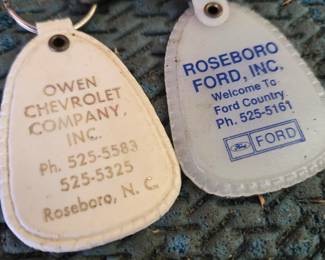 OWEN
CHEVROLET
COMPANY,
INC.
Ph. 525-5583
525-5325
Roseboro, N. C.
ROSEBORO
FORD, INC.
Welcome To
Ford Country
Ph. 525-5161
Ford FORD